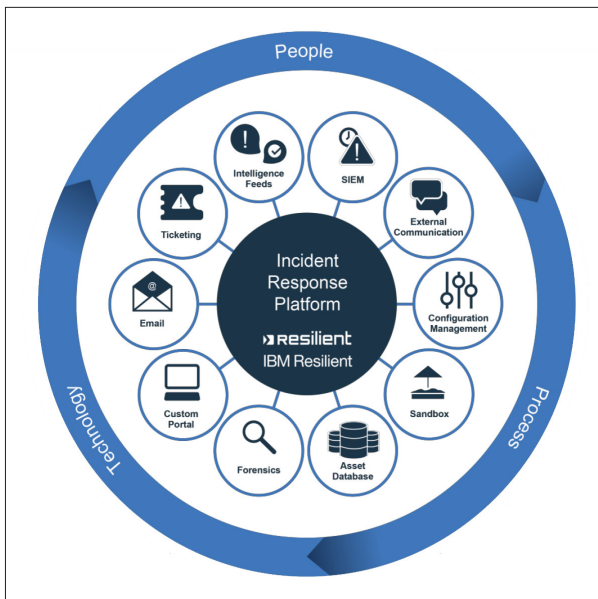 People
Intelligence
Feeds
SIEM
Ticketing
External
Communication
Incident
Response
Platform
Resilient
IBM Resilient
@
Email
Configuration
Management
Custom
Portal
Sandbox
Forensics
Asset
Database
Technology
Process